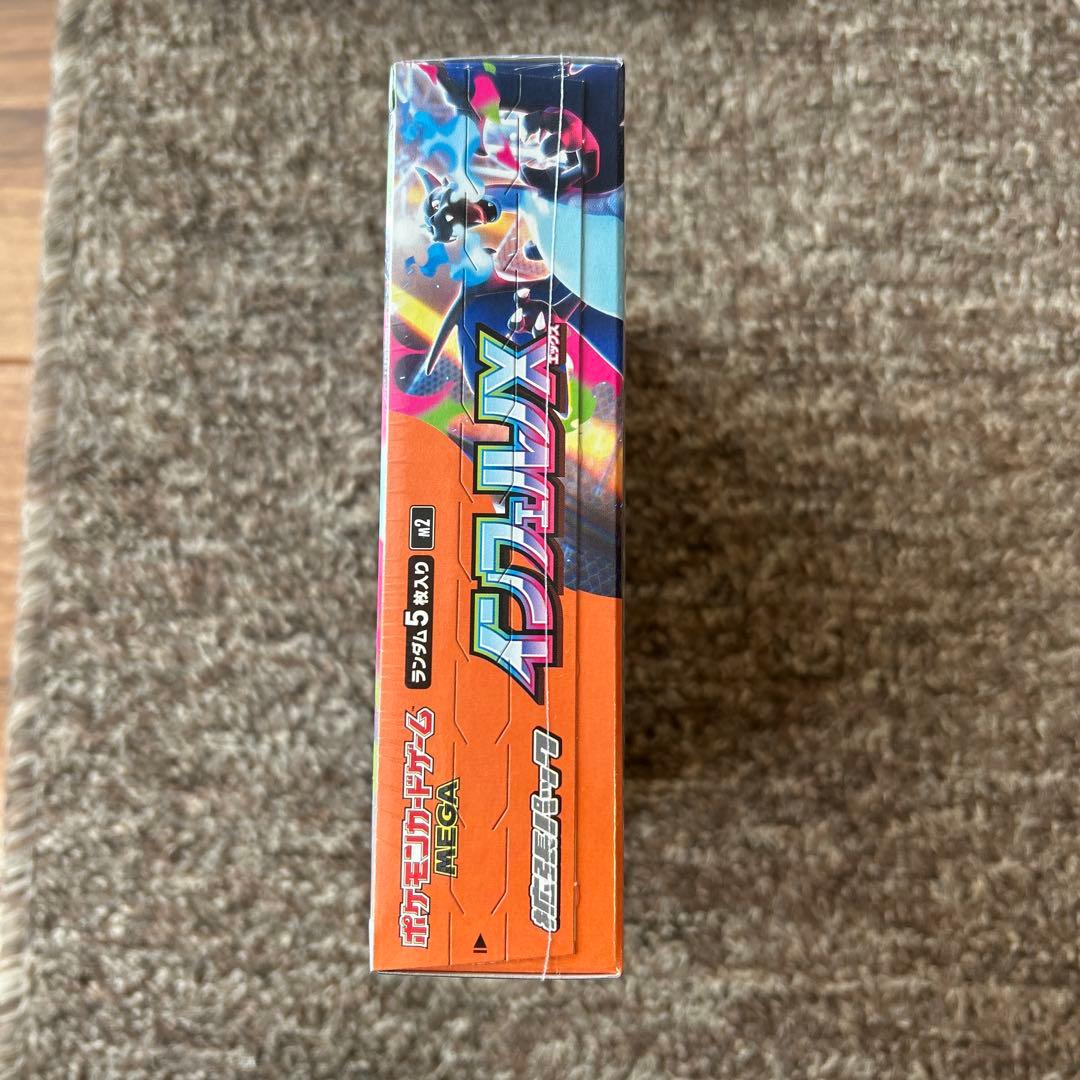 ポケモンカードゲーム
MEGA
ランダム5枚入り
M2
拡張パック
インフェルノX
エックス